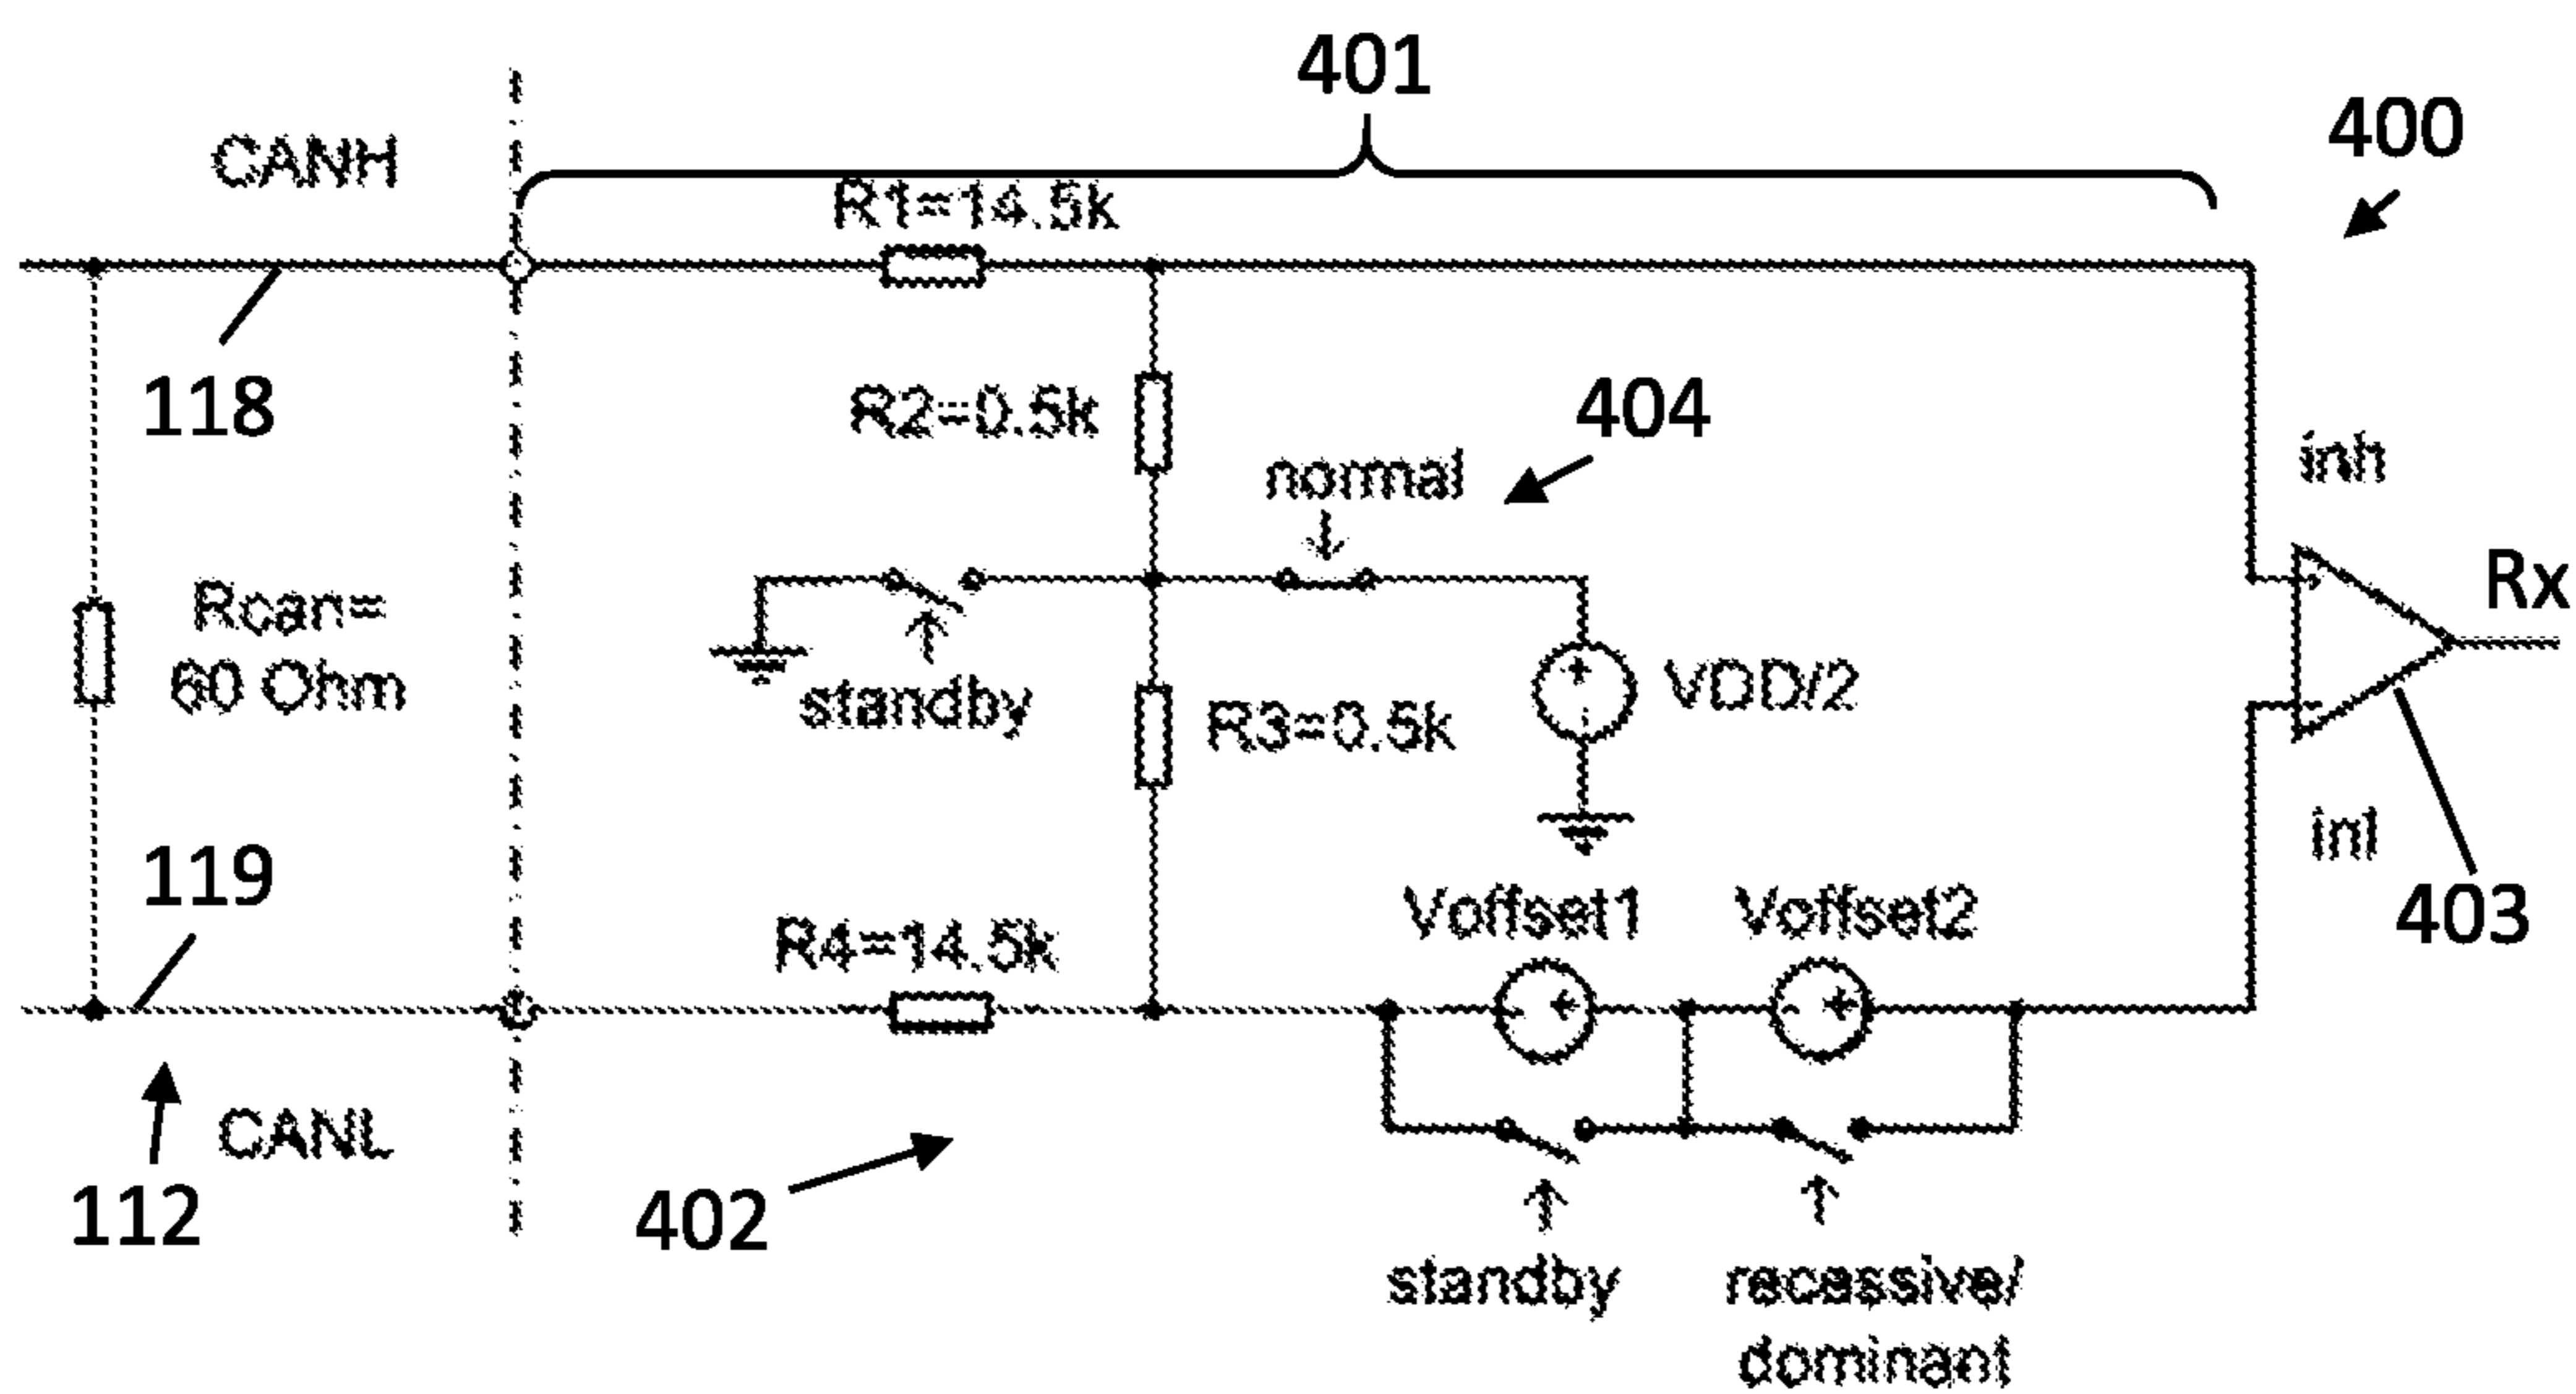 401
400
CANH
R1=14.5k
118
R2=0.5k
404
normal
inh
+
Rcan=
60 Ohm
Rx
standby
+
-
VDD/2
R3=0.5k
-
inl
119
Voffset1
Voffset2
403
R4=14.5k
- +
- +
CANL
112
402
standby
recessive/
dominant